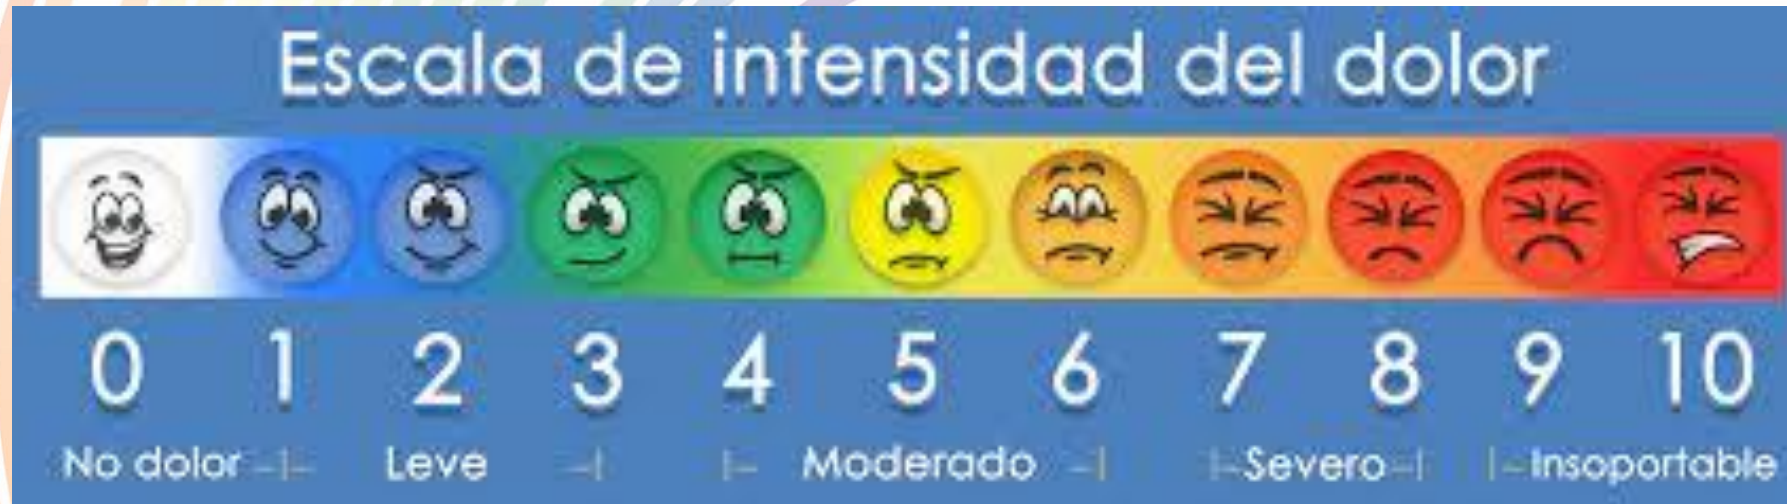 Escala de intensidad del dolor
0 1 2 3 4 5 6 7 8 9 10
No dolor Leve Moderado Severo Insoportable